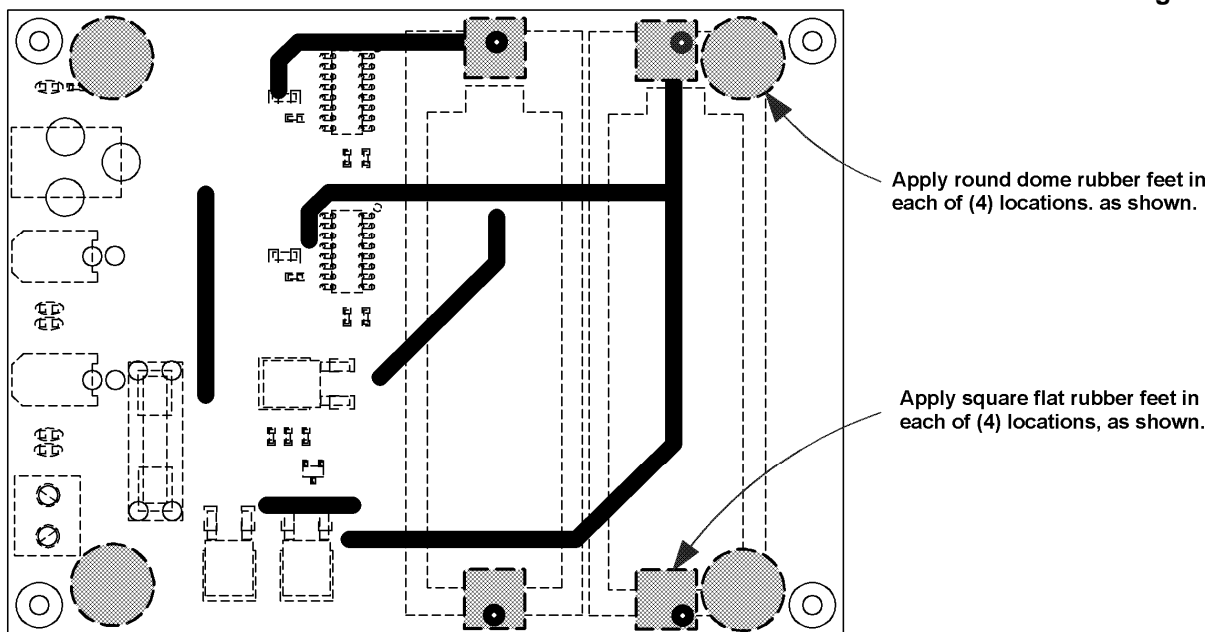 Apply round dome rubber feet in
each of (4) locations. as shown.
Apply square flat rubber feet in
each of (4) locations, as shown.